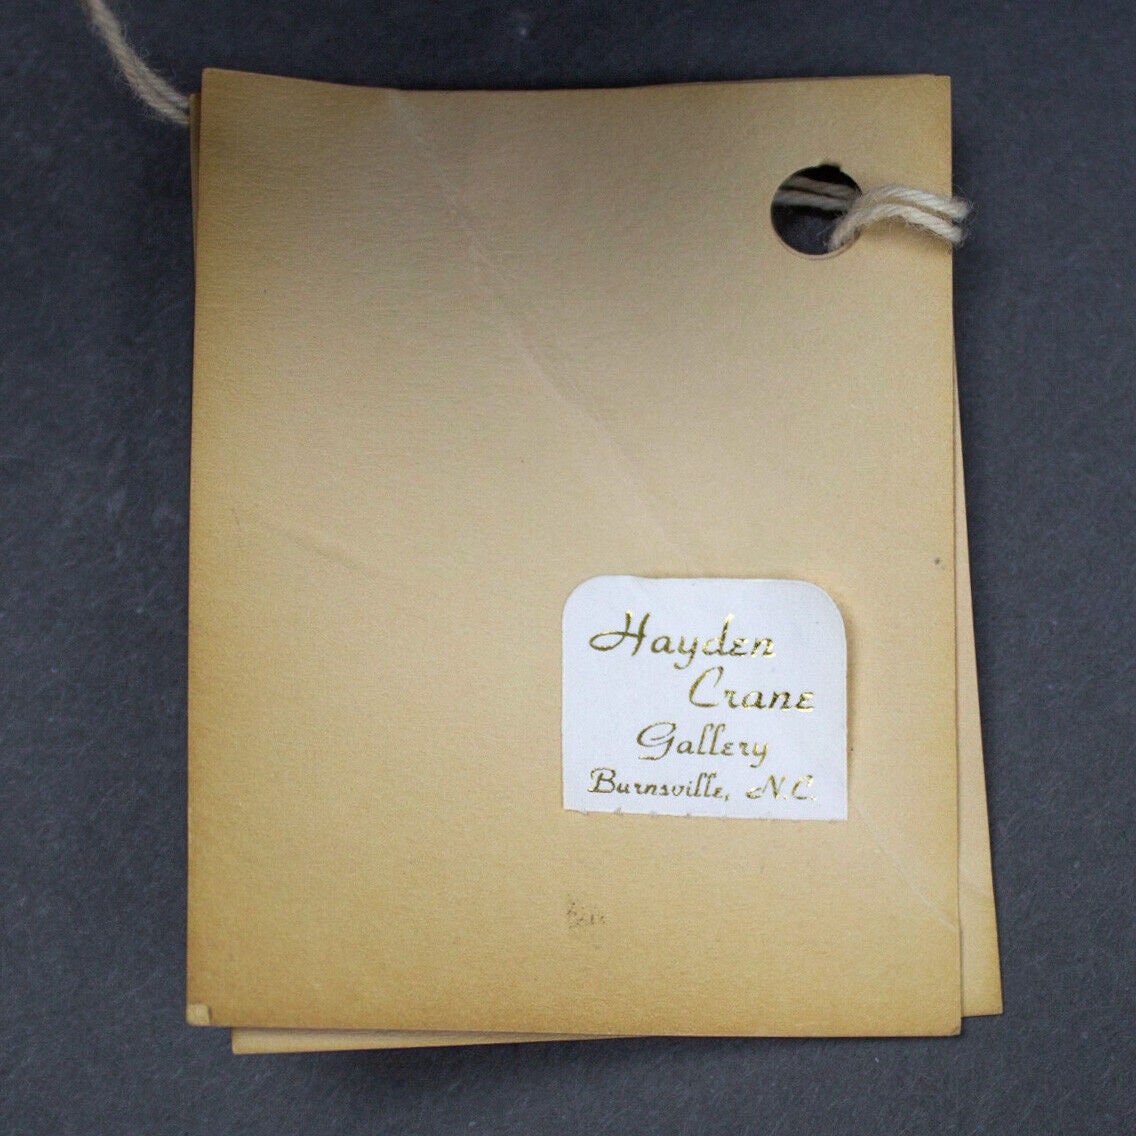 Hayden
Crane
Gallery
Burnsville, N.C.